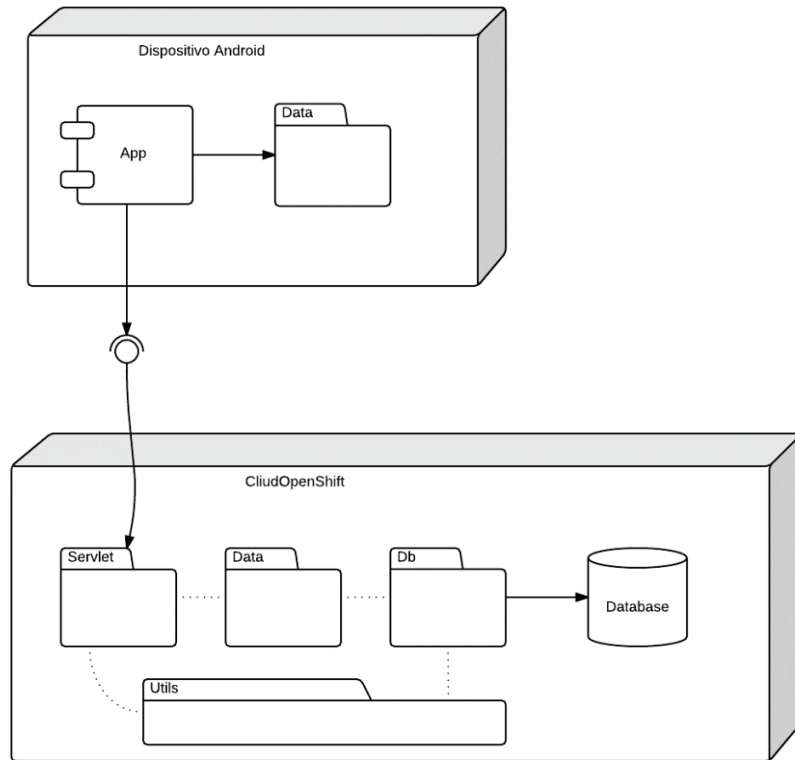 Dispositivo Android
App
Data
CliudOpenShift
Servlet
Data
Db
Database
Utils